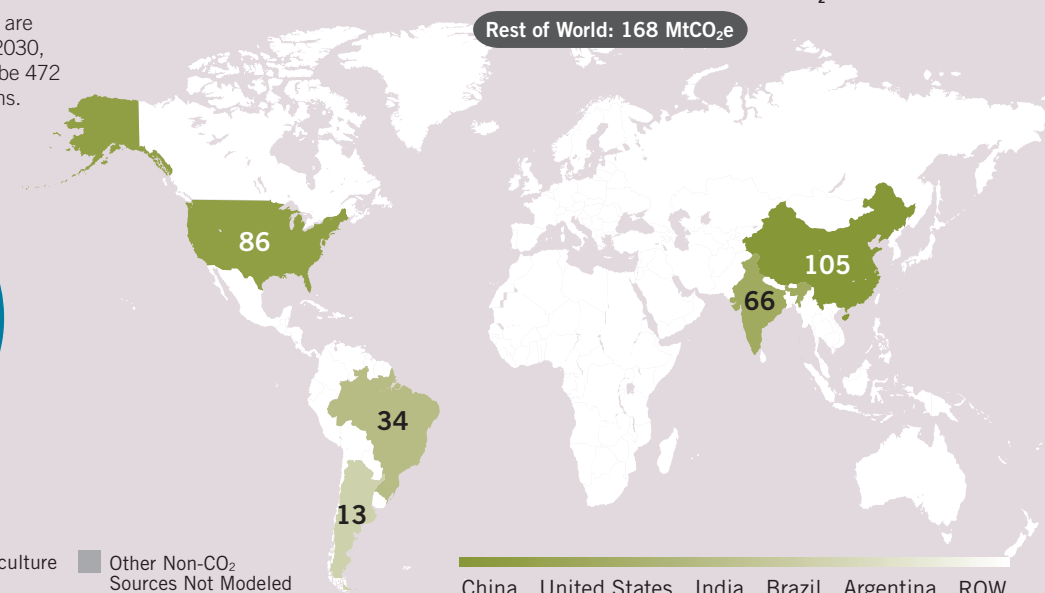 are
2030,
be 472
ns.
2
Rest of World: 168 MtCO₂e
86
105
66
34
13
culture
Other Non-CO₂
Sources Not Modeled
China United States India Brazil Argentina ROW